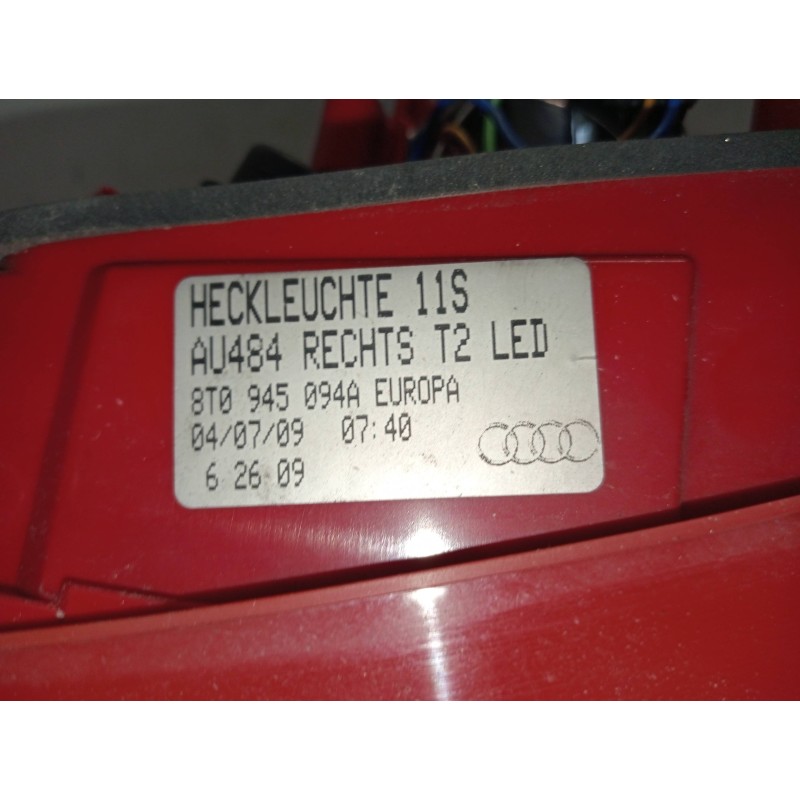 HECKLEUCHTE 11S
AU484 RECHTS T2 LED
8T0 945 094A EUROPA
04/07/09 07:40
6 26 09